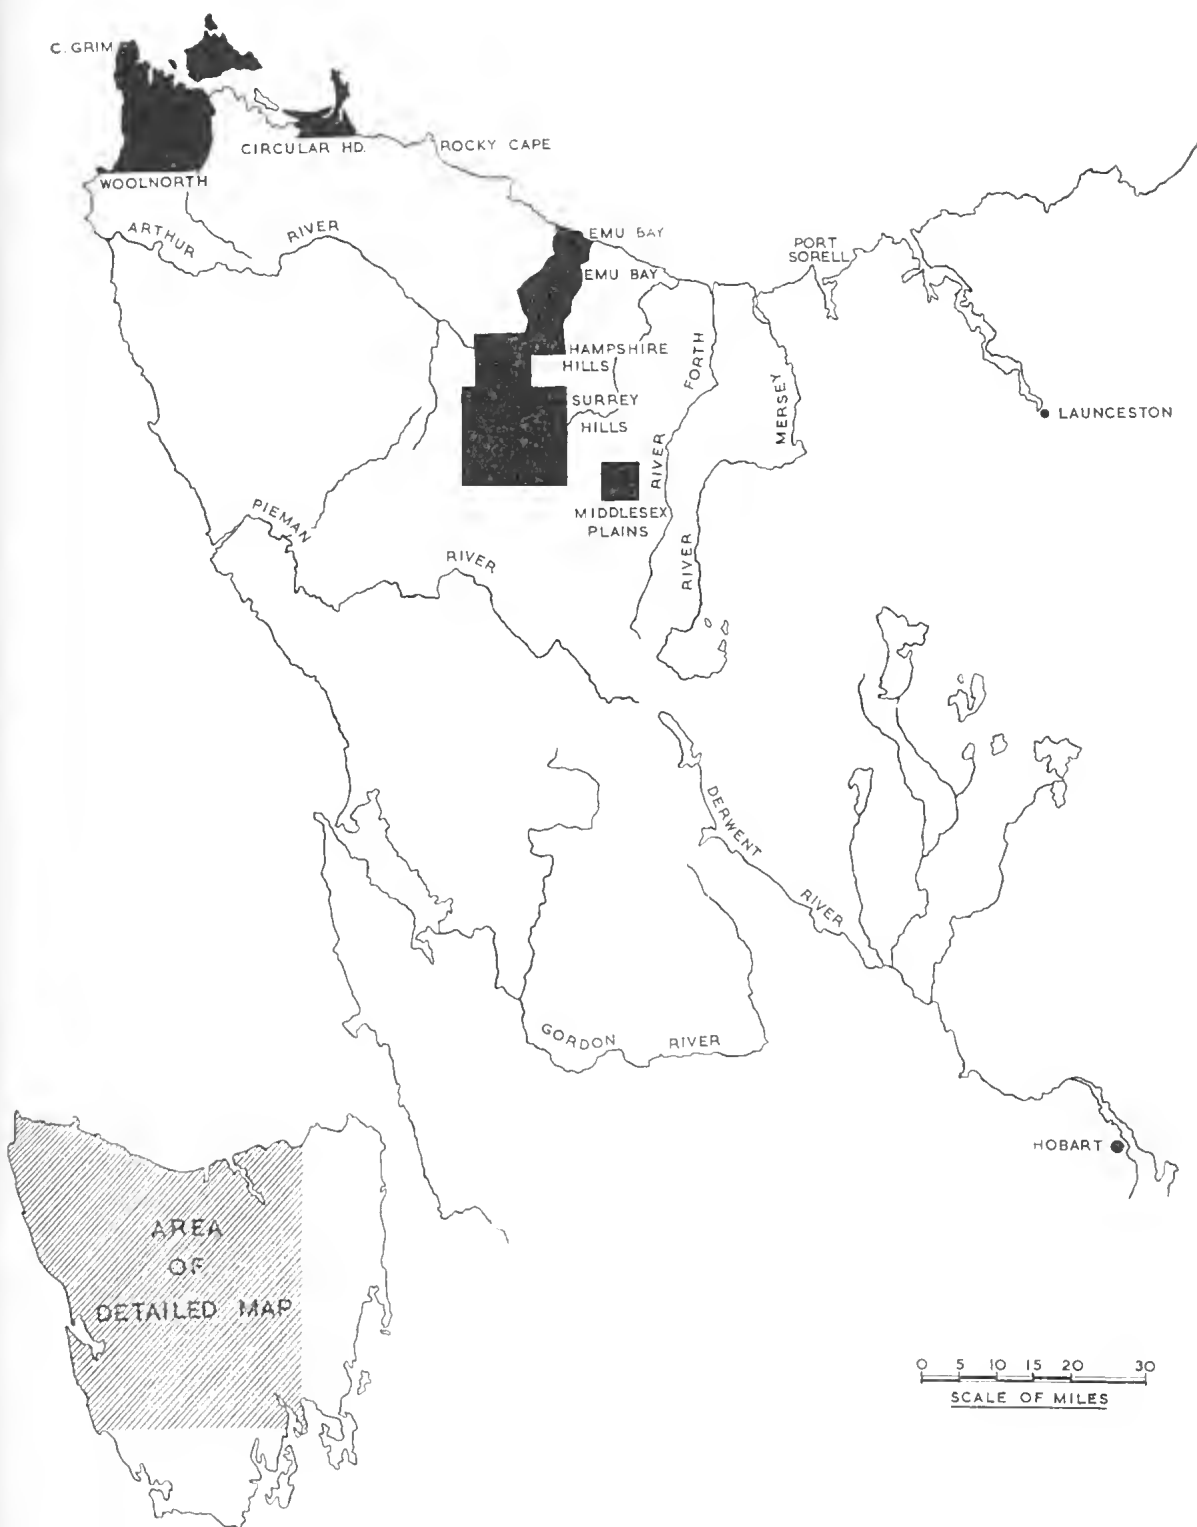 C. GRIM
CIRCULAR HD.
ROCKY CAPE
WOOLNORTH
ARTHUR RIVER
EMU BAY
PORT
SORELL
EMU BAY
HAMPSHIRE
HILLS
SURREY
HILLS
RIVER FORTH
RIVER MERSEY
LAUNCESTON
MIDDLESEX
PLAINS
PIEMAN RIVER
DERWENT RIVER
GORDON RIVER
HOBART
AREA
OF
DETAILED MAP
0 5 10 15 20 30
SCALE OF MILES